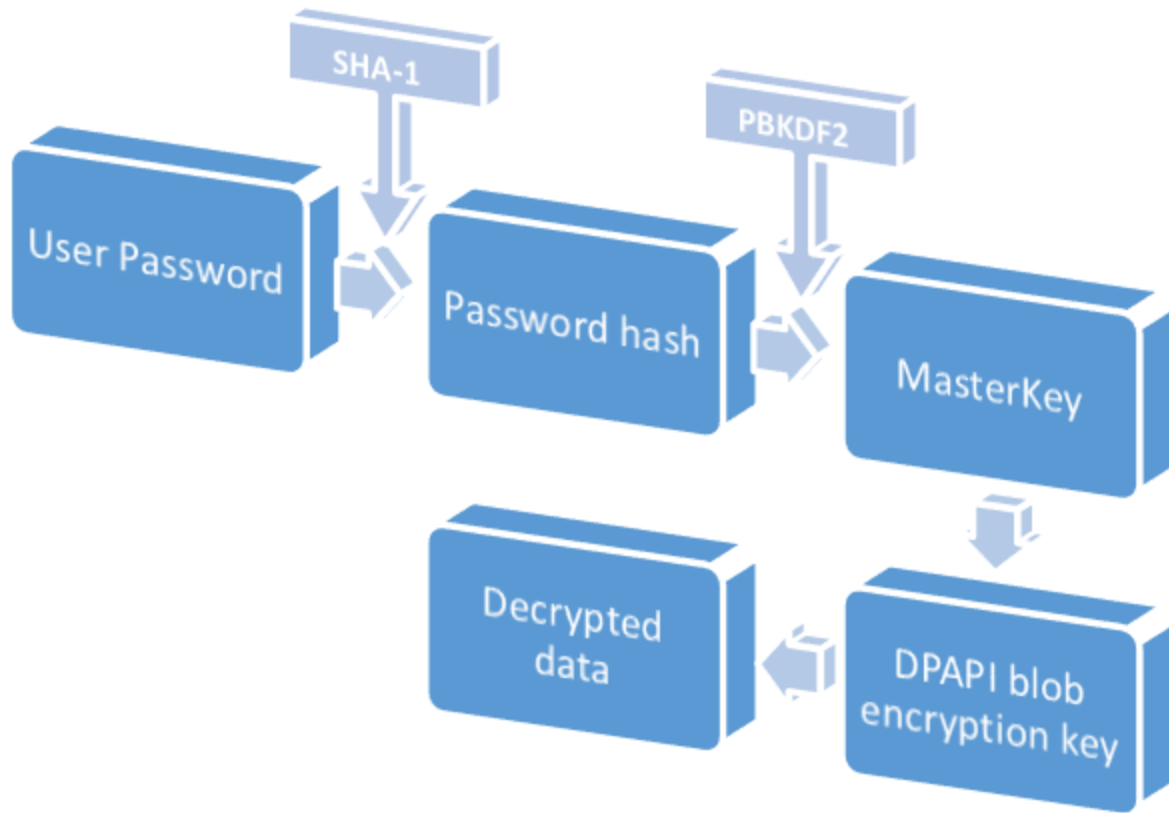 SHA-1
PBKDF2
User Password
Password hash
MasterKey
Decrypted
data
DPAPI blob
encryption key